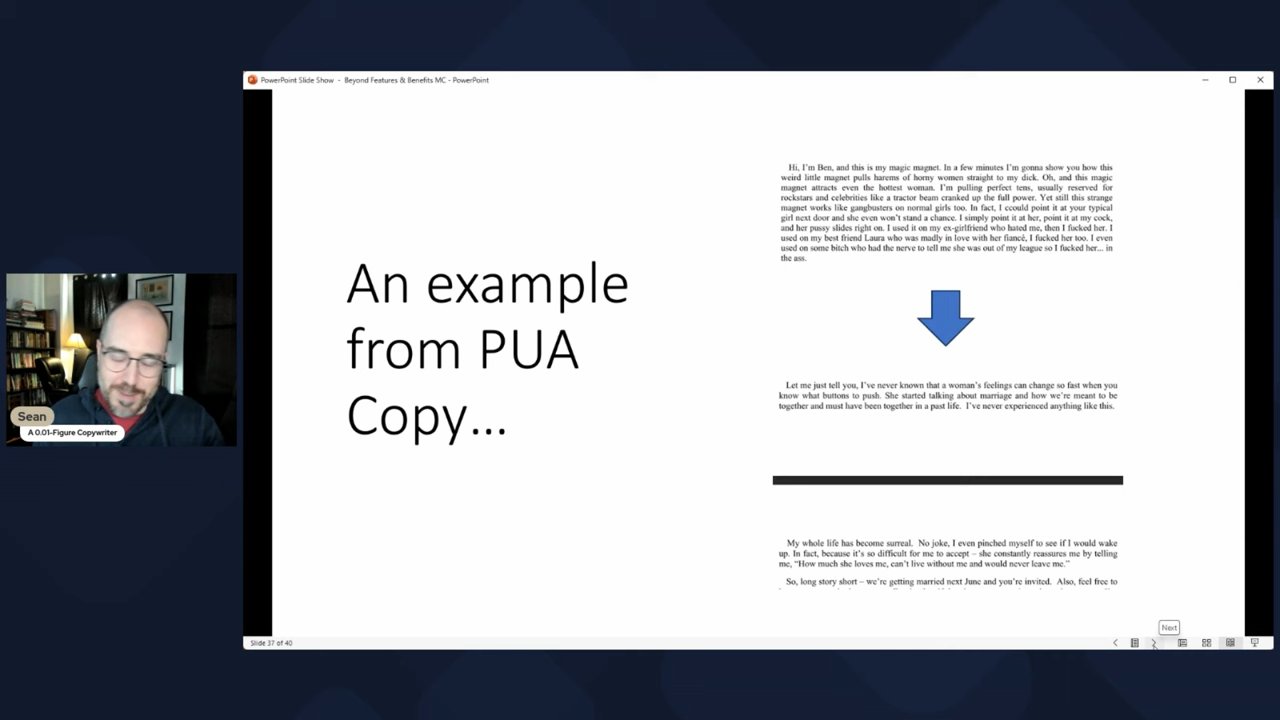 PowerPoint Slide Show - Beyond Features & Benefits MC - PowerPoint
An example
from PUA
Copy...
Hi, I'm Ben, and this is my magic magnet. In a few minutes I'm gonna show you how this
weird little magnet pulls harems of horny women straight to my dick. Oh, and this magic
magnet attracts even the hottest woman. I'm pulling perfect tens, usually reserved for
rockstars and celebrities like a tractor beam cranked up the full power. Yet still this strange
magnet works like gangbusters on normal girls too. In fact, I ccould point it at your typical
girl next door and she even won't stand a chance. I simply point it at her, point it at my cock,
and her pussy slides right on. I used it on my ex-girlfriend who hated me, then I fucked her. I
used on my best friend Laura who was madly in love with her fiancé, I fucked her too. I even
used on some bitch who had the nerve to tell me she was out of my league so I fucked her... in
the ass.
Let me just tell you, I've never known that a woman's feelings can change so fast when you
know what buttons to push. She started talking about marriage and how we're meant to be
together and must have been together in a past life. I've never experienced anything like this.
My whole life has become surreal. No joke, I even pinched myself to see if I would wake
up. In fact, because it's so difficult for me to accept – she constantly reassures me by telling
me, "How much she loves me, can't live without me and would never leave me."
So, long story short – we're getting married next June and you're invited. Also, feel free to
Sean
A 0.01-Figure Copywriter
Next
Slide 37 of 40